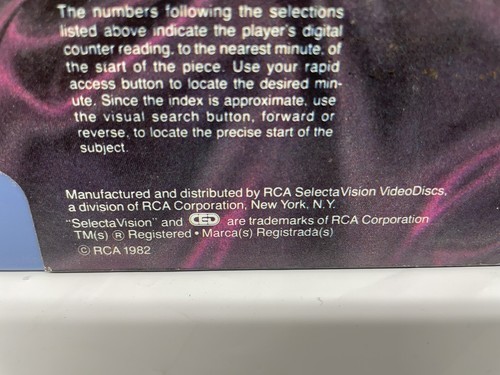 The numbers following the selections
listed above indicate the player's digital
counter reading, to the nearest minute, of
the start of the piece. Use your rapid
access button to locate the desired min-
ute. Since the index is approximate, use
the visual search button, forward or
reverse, to locate the precise start of the
subject.
Manufactured and distributed by RCA SelectaVision VideoDiscs,
a division of RCA Corporation, New York, N.Y.
"SelectaVision" and CED are trademarks of RCA Corporation
TM(s) ® Registered • Marca(s) Registrada(s)
© RCA 1982